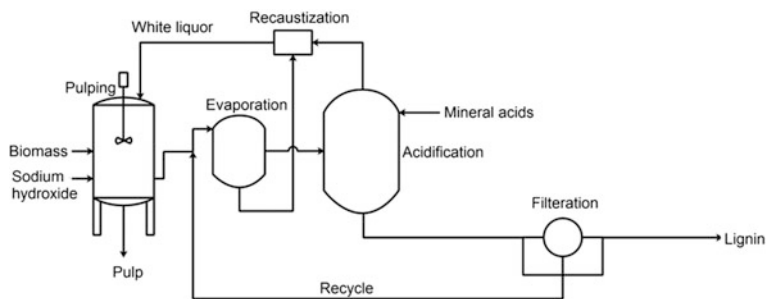 Recaustization
White liquor
Pulping
Evaporation
Mineral acids
Biomass
Acidification
Sodium
hydroxide
Filteration
Lignin
Pulp
Recycle